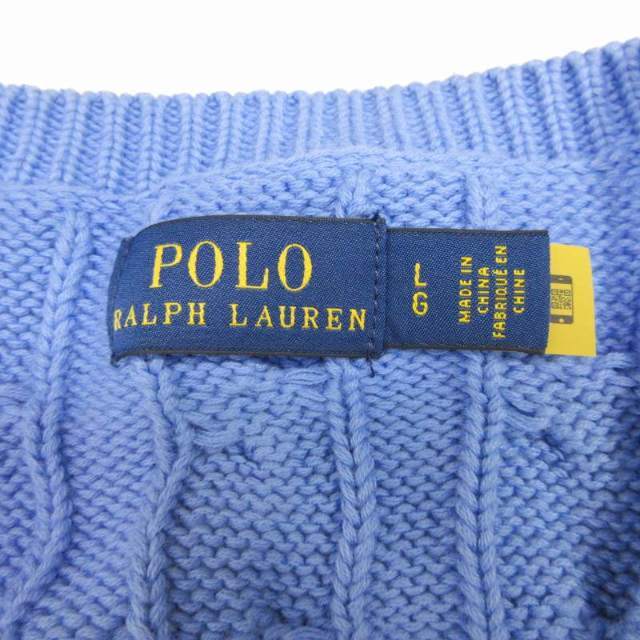 POLO
RALPH LAUREN
L
G
MADE IN
CHINA
FABRIQUÉ EN
CHINE